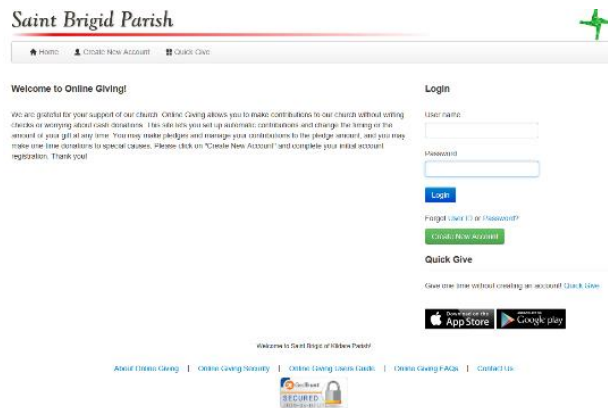 Saint Brigid Parish
Home Create New Account Quick Give
Welcome to Online Giving!
We are grateful for your support of our church. Online Giving allows you to make contributions to our church without writing
checks or worrying about cash donations. This site lets you set up automatic contributions and change the timing or the
amount of your gift at any time. You may make pledges and manage your contributions to the pledge amount, and you may
make one time donations to special causes. Please click on "Create New Account" and complete your initial account
registration. Thank you!
Login
User name
Password
Login
Forgot User ID or Password?
Create New Account
Quick Give
Give one time without creating an account! Quick Give
Download on the
App Store
Google play
Welcome to Saint Brigid of Kildare Parish!
About Online Giving | Online Giving Security | Online Giving Users Guide | Online Giving FAQs | Contact Us
GeoTrust
SECURED